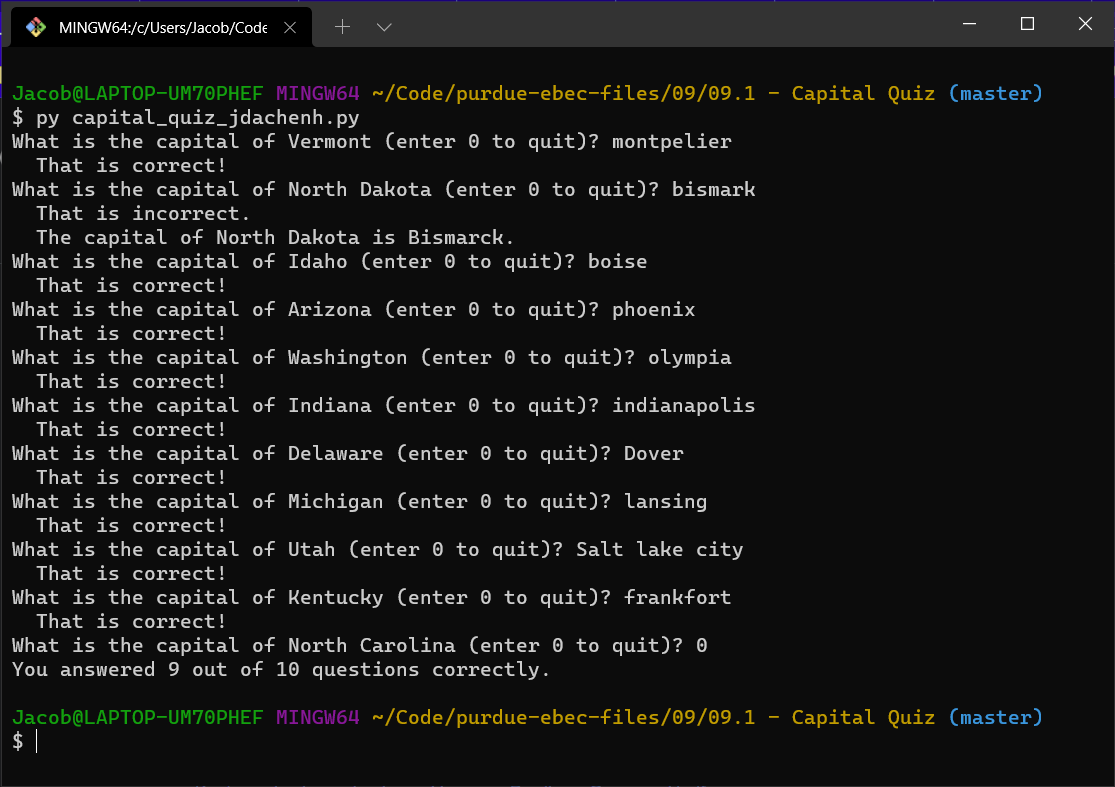 MINGW64:/c/Users/Jacob/Code
Jacob@LAPTOP-UM70PHEF MINGW64 ~/Code/purdue-ebec-files/09/09.1 - Capital Quiz (master)
$ py capital_quiz_jdachenh.py
What is the capital of Vermont (enter 0 to quit)? montpelier
  That is correct!
What is the capital of North Dakota (enter 0 to quit)? bismark
  That is incorrect.
  The capital of North Dakota is Bismarck.
What is the capital of Idaho (enter 0 to quit)? boise
  That is correct!
What is the capital of Arizona (enter 0 to quit)? phoenix
  That is correct!
What is the capital of Washington (enter 0 to quit)? olympia
  That is correct!
What is the capital of Indiana (enter 0 to quit)? indianapolis
  That is correct!
What is the capital of Delaware (enter 0 to quit)? Dover
  That is correct!
What is the capital of Michigan (enter 0 to quit)? lansing
  That is correct!
What is the capital of Utah (enter 0 to quit)? Salt lake city
  That is correct!
What is the capital of Kentucky (enter 0 to quit)? frankfort
  That is correct!
What is the capital of North Carolina (enter 0 to quit)? 0
You answered 9 out of 10 questions correctly.
Jacob@LAPTOP-UM70PHEF MINGW64 ~/Code/purdue-ebec-files/09/09.1 - Capital Quiz (master)
$